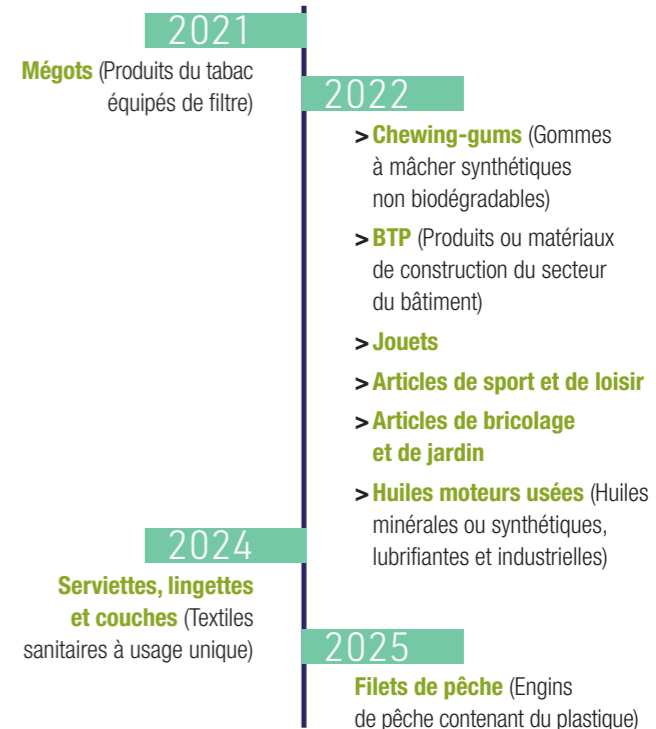 2021
Mégots (Produits du tabac
équipés de filtre)
2022
> Chewing-gums (Gommes
à mâcher synthétiques
non biodégradables)
> BTP (Produits ou matériaux
de construction du secteur
du bâtiment)
> Jouets
> Articles de sport et de loisir
> Articles de bricolage
et de jardin
> Huiles moteurs usées (Huiles
minérales ou synthétiques,
lubrifiantes et industrielles)
2024
Serviettes, lingettes
et couches (Textiles
sanitaires à usage unique)
2025
Filets de pêche (Engins
de pêche contenant du plastique)